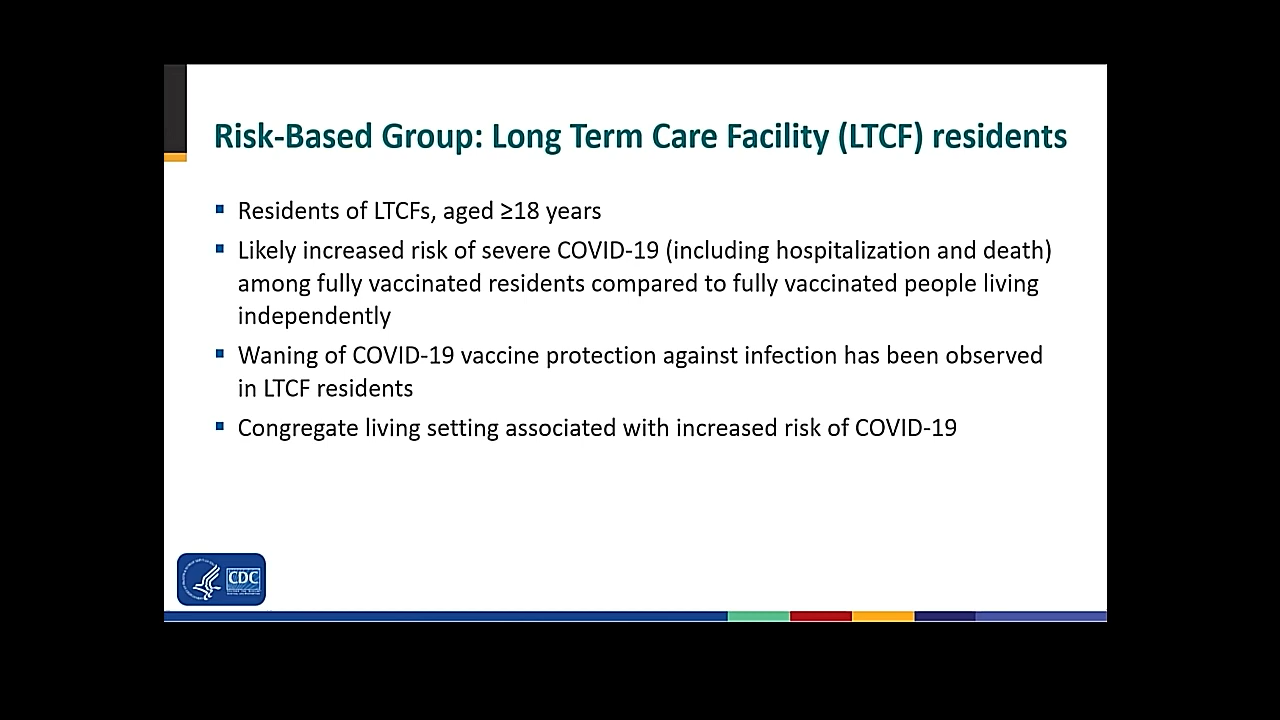 Risk-Based Group: Long Term Care Facility (LTCF) residents
▪ Residents of LTCFs, aged ≥18 years
▪ Likely increased risk of severe COVID-19 (including hospitalization and death)
among fully vaccinated residents compared to fully vaccinated people living
independently
▪ Waning of COVID-19 vaccine protection against infection has been observed
in LTCF residents
▪ Congregate living setting associated with increased risk of COVID-19
CDC